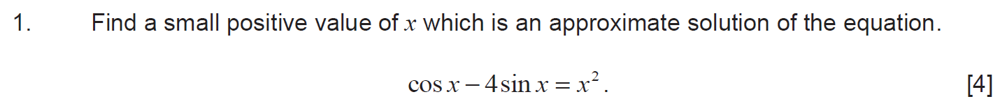 1. Find a small positive value of x which is an approximate solution of the equation.
cos x − 4 sin x = x². [4]